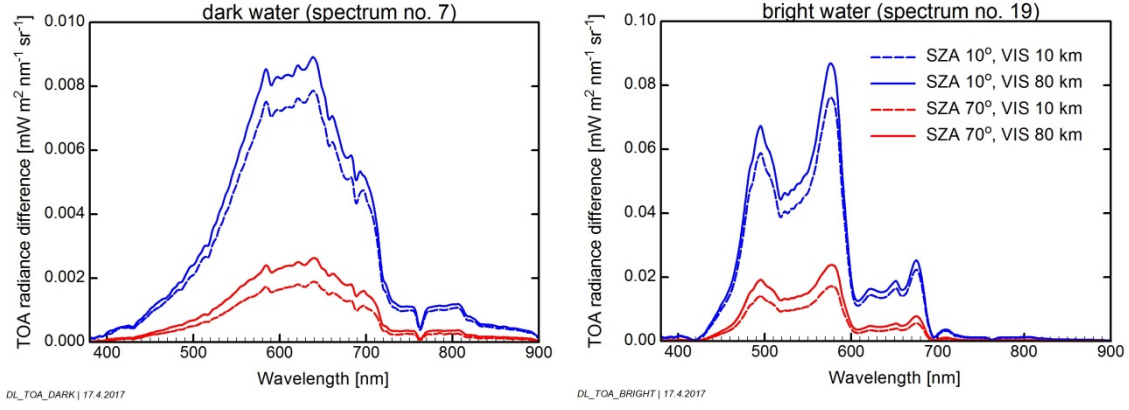 dark water (spectrum no. 7)
TOA radiance difference [mW m² nm⁻¹ sr⁻¹]
0.010
0.008
0.006
0.004
0.002
0.000
400 500 600 700 800 900
Wavelength [nm]
DL_TOA_DARK | 17.4.2017
bright water (spectrum no. 19)
TOA radiance difference [mW m² nm⁻¹ sr⁻¹]
0.10
0.08
0.06
0.04
0.02
0.00
SZA 10°, VIS 10 km
SZA 10°, VIS 80 km
SZA 70°, VIS 10 km
SZA 70°, VIS 80 km
400 500 600 700 800 900
Wavelength [nm]
DL_TOA_BRIGHT | 17.4.2017